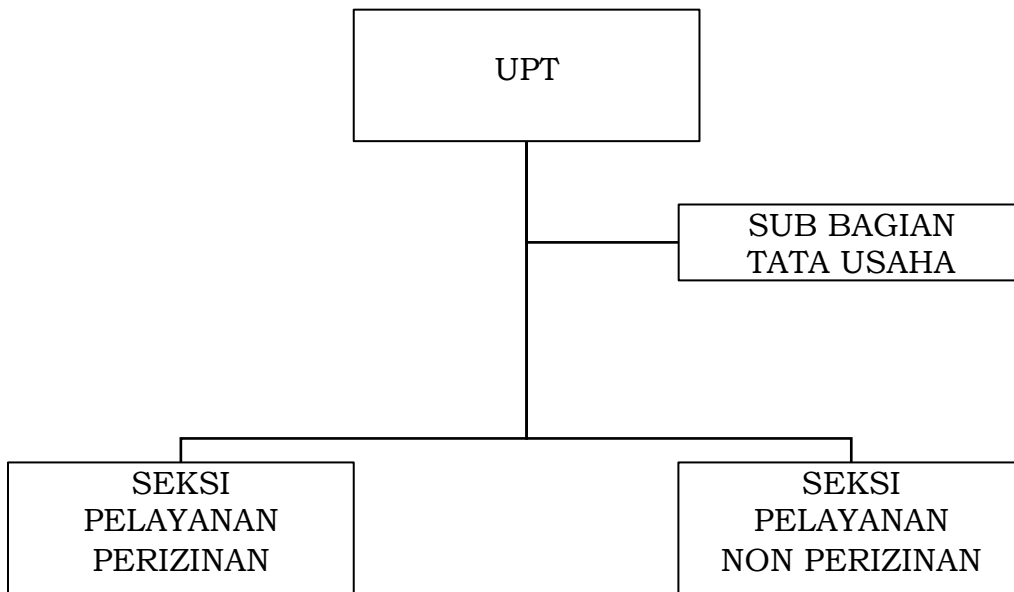 UPT
SUB BAGIAN
TATA USAHA
SEKSI
PELAYANAN
PERIZINAN
SEKSI
PELAYANAN
NON PERIZINAN